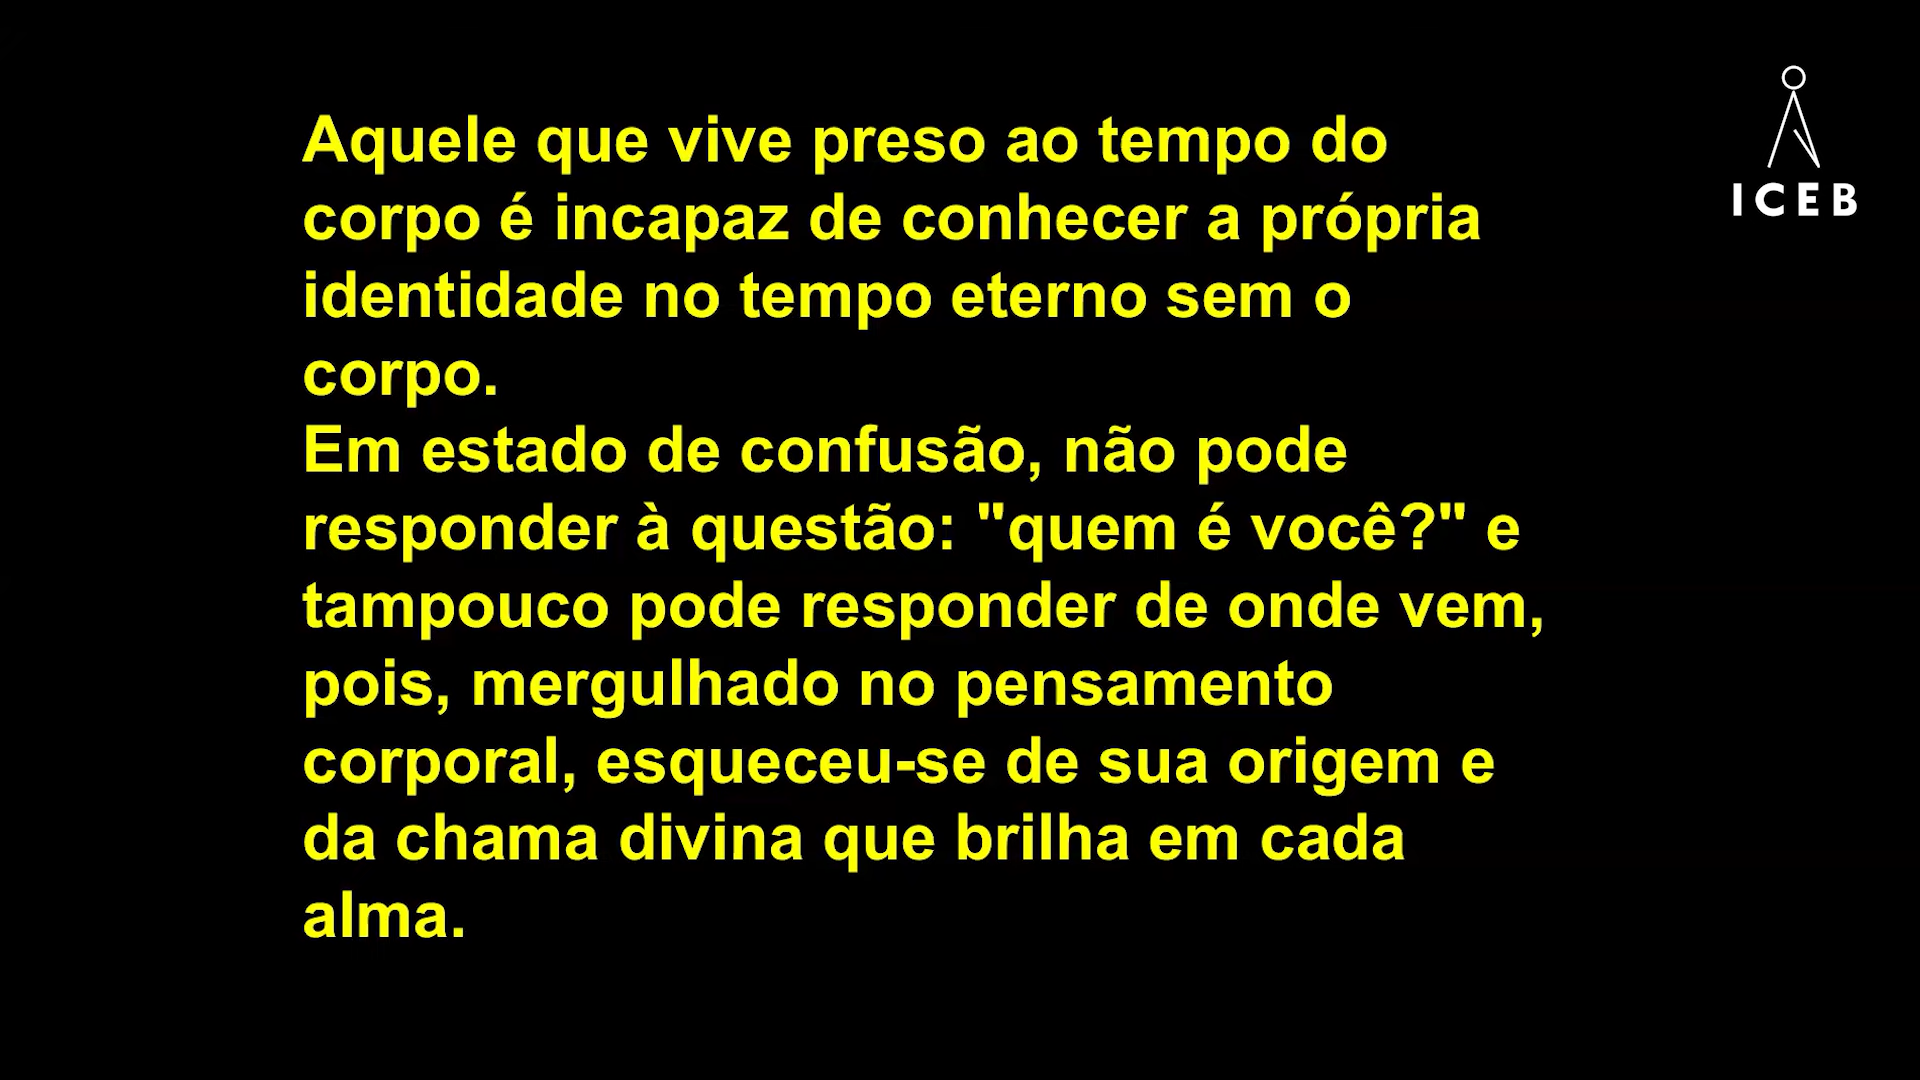 Aquele que vive preso ao tempo do
corpo é incapaz de conhecer a própria
identidade no tempo eterno sem o
corpo.
Em estado de confusão, não pode
responder à questão: "quem é você?" e
tampouco pode responder de onde vem,
pois, mergulhado no pensamento
corporal, esqueceu-se de sua origem e
da chama divina que brilha em cada
alma.
ICEB